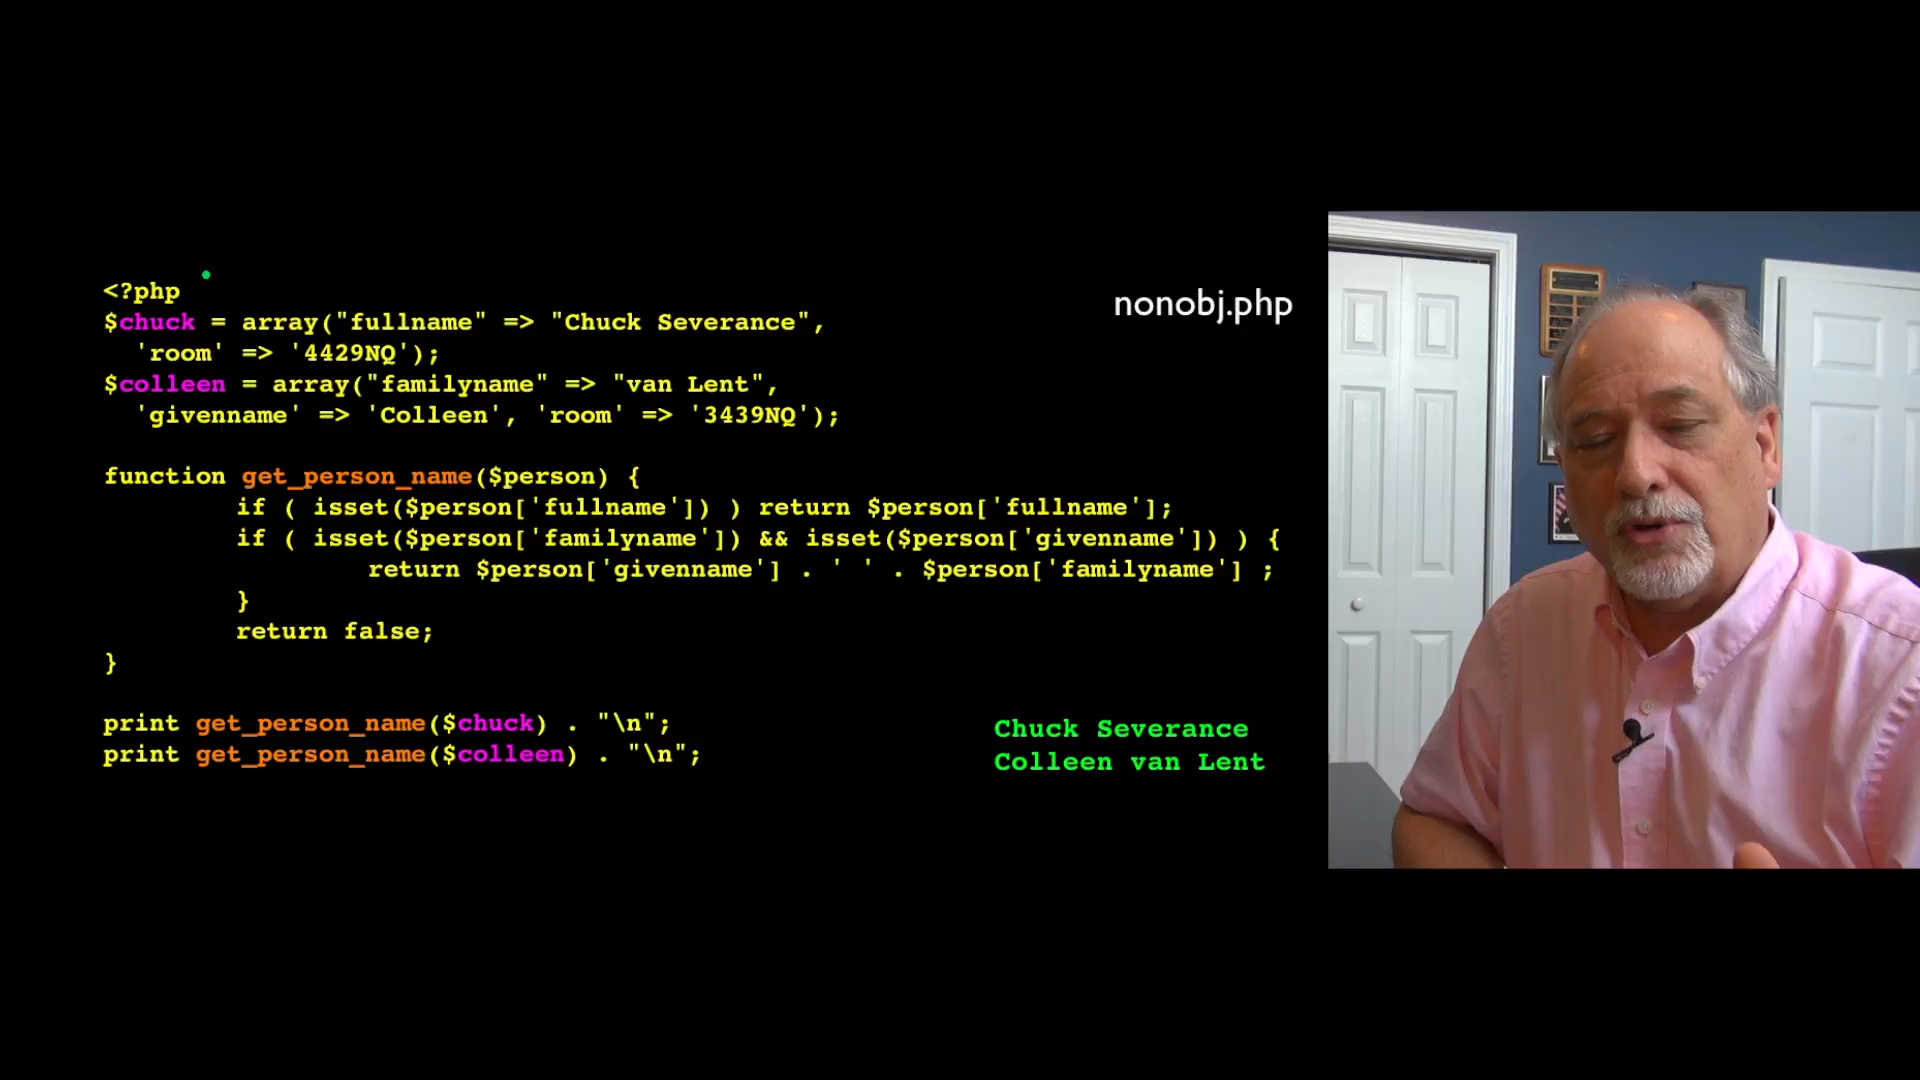 <?php
nonobj.php
$chuck = array("fullname" => "Chuck Severance",
'room' => '4429NQ');
$colleen = array("familyname" => "van Lent",
'givenname' => 'Colleen', 'room' => '3439NQ');
function get_person_name($person) {
if ( isset($person['fullname']) ) return $person['fullname'];
if ( isset($person['familyname']) && isset($person['givenname']) ) {
return $person['givenname'] . ' ' . $person['familyname'] ;
}
return false;
}
print get_person_name($chuck) . "\n";
print get_person_name($colleen) . "\n";
Chuck Severance
Colleen van Lent